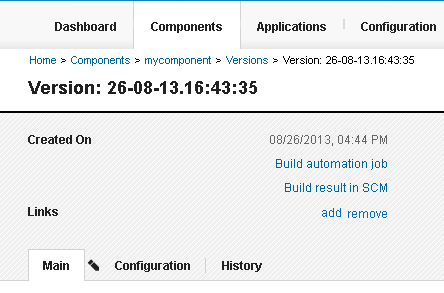 Dashboard Components Applications Configuration
Home > Components > mycomponent > Versions > Version: 26-08-13.16:43:35
Version: 26-08-13.16:43:35
Created On 08/26/2013, 04:44 PM
Build automation job
Build result in SCM
Links add remove
Main Configuration History